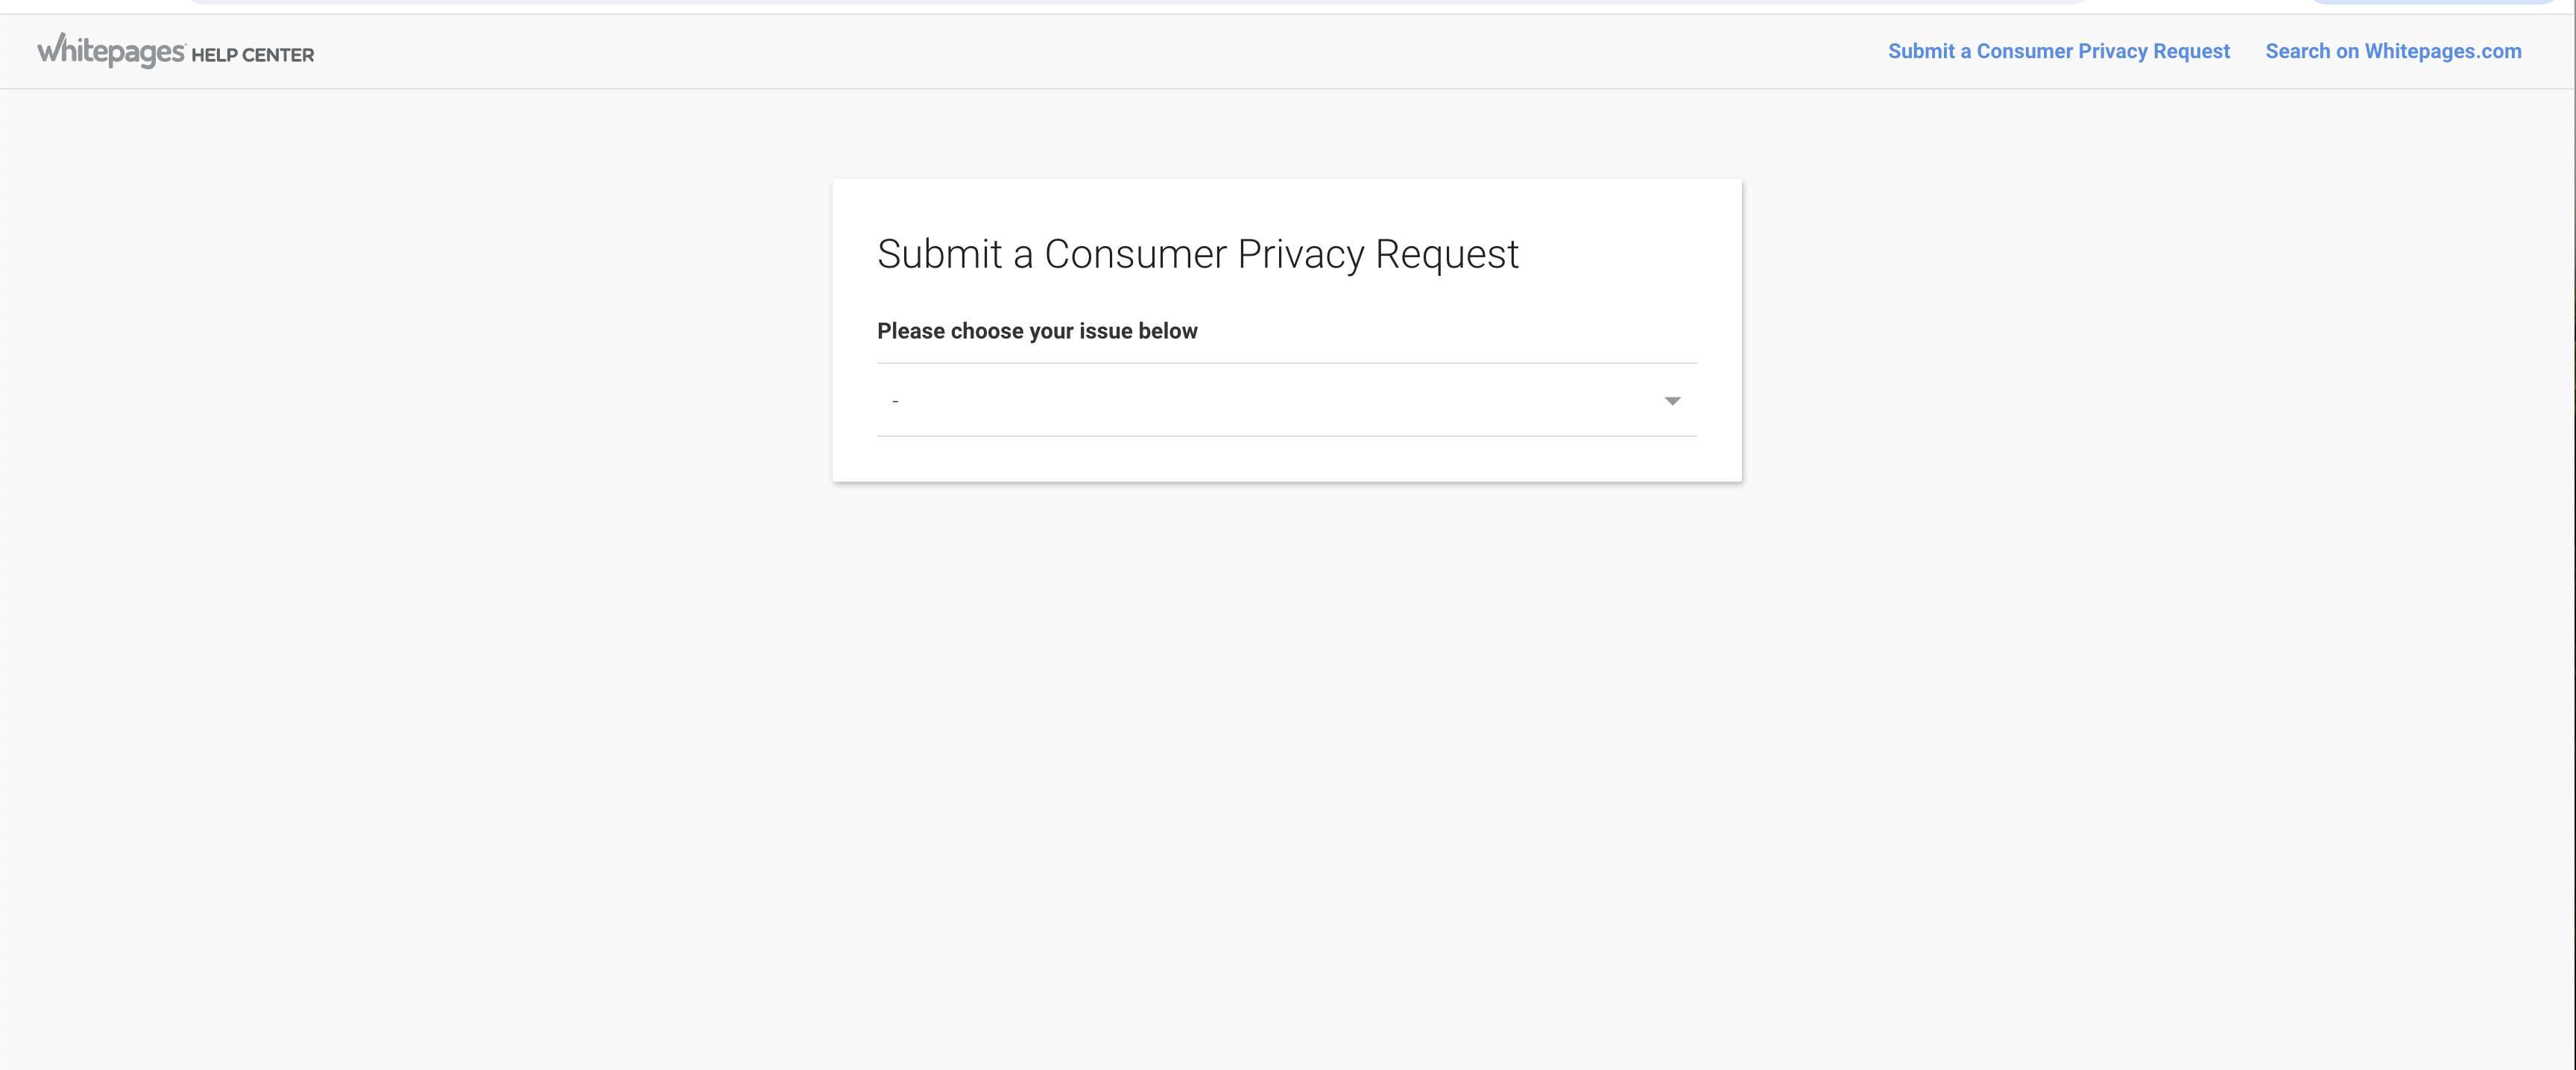 whitepages HELP CENTER
Submit a Consumer Privacy Request
Search on Whitepages.com
Submit a Consumer Privacy Request
Please choose your issue below
-